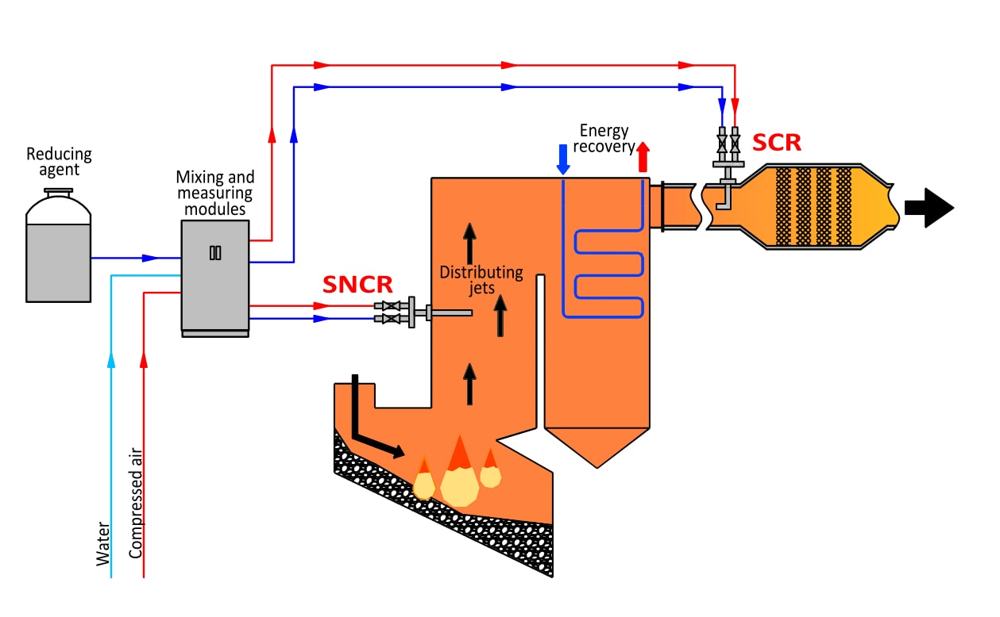 Reducing
agent
Mixing and
measuring
modules
Energy
recovery
SCR
SNCR
Distributing
jets
Water
Compressed air